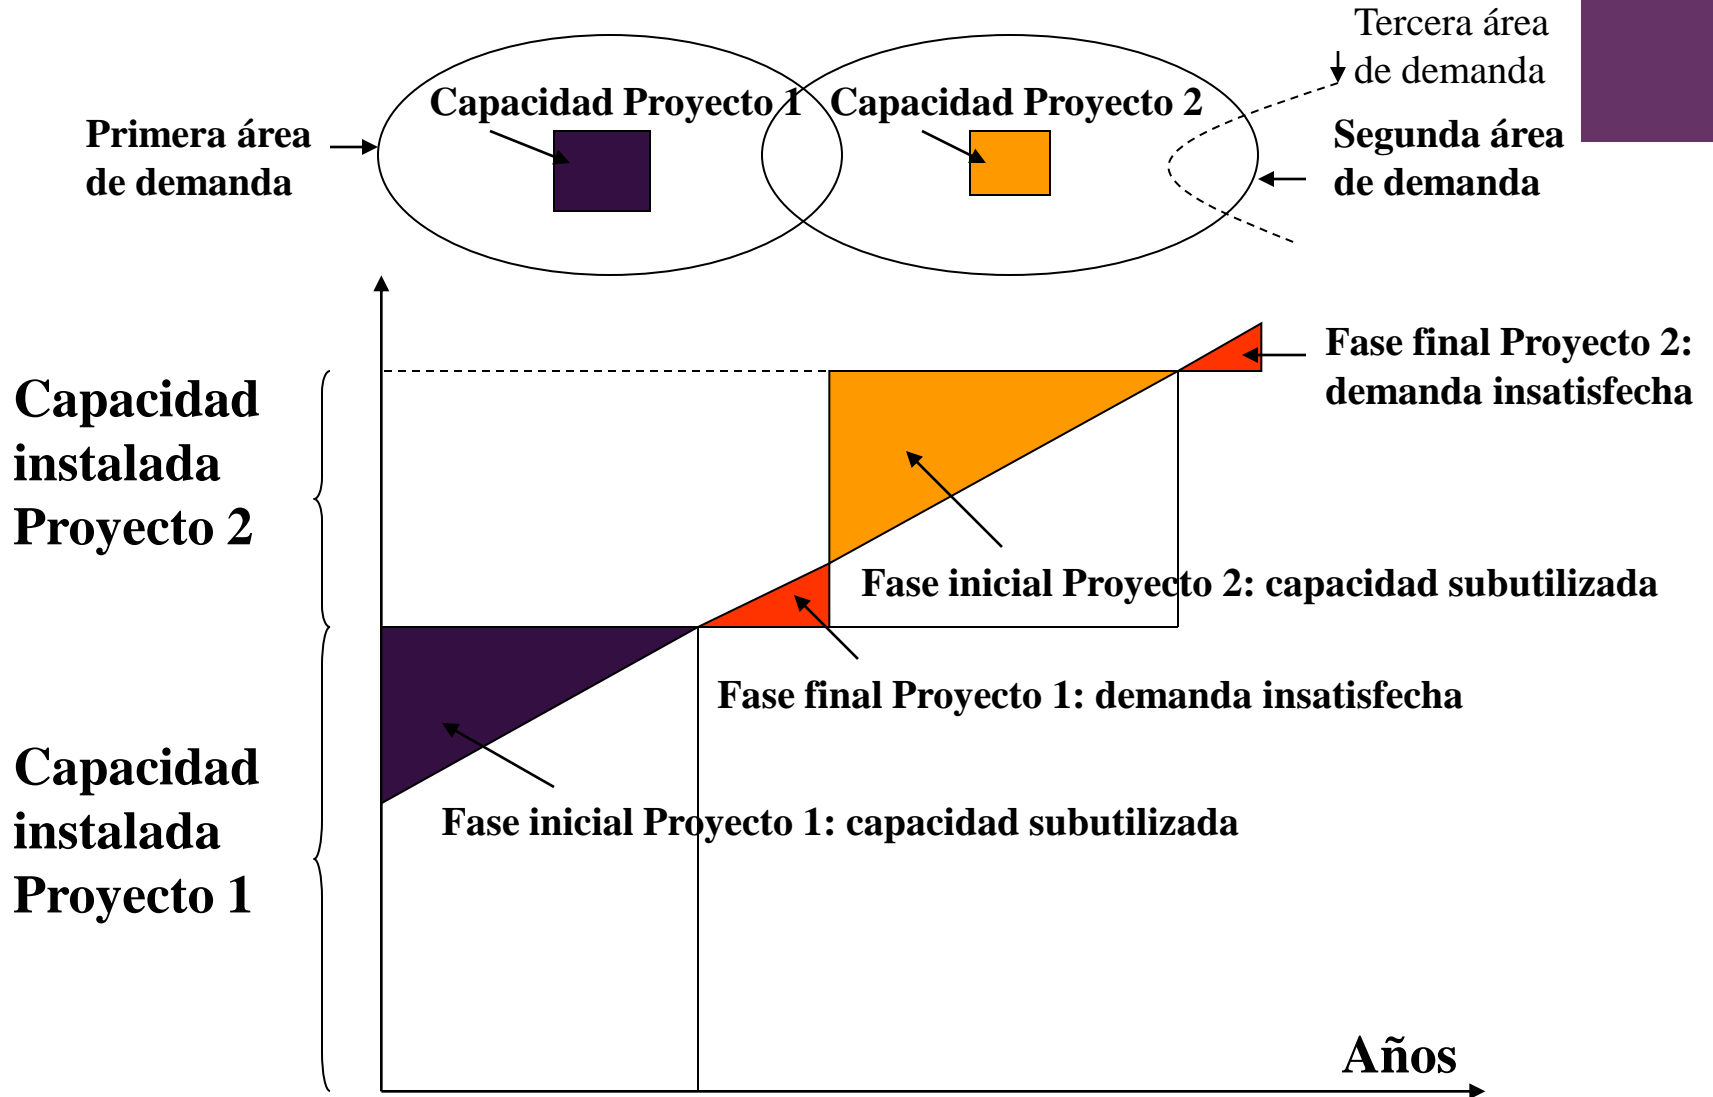 Tercera área
de demanda
Capacidad Proyecto 1
Capacidad Proyecto 2
Primera área
de demanda
Segunda área
de demanda
Fase final Proyecto 2:
demanda insatisfecha
Capacidad
instalada
Proyecto 2
Fase inicial Proyecto 2: capacidad subutilizada
Fase final Proyecto 1: demanda insatisfecha
Capacidad
instalada
Proyecto 1
Fase inicial Proyecto 1: capacidad subutilizada
Años